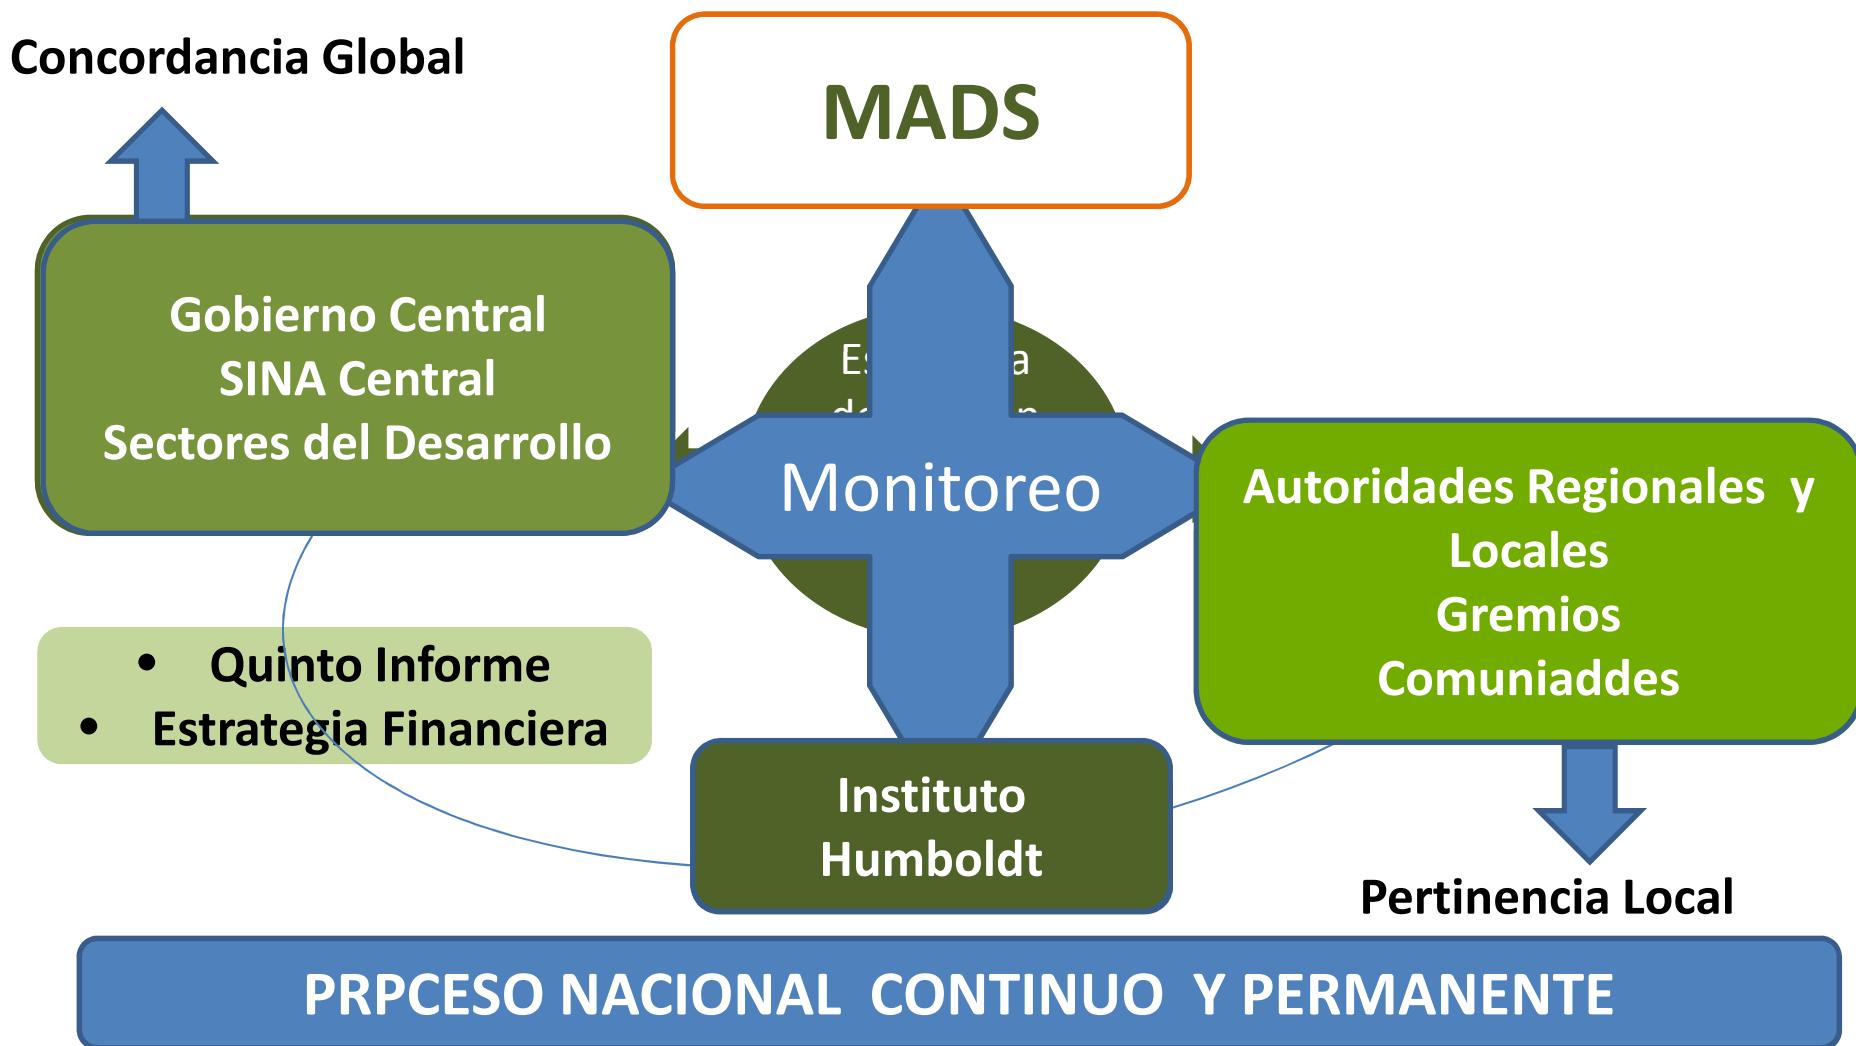 Concordancia Global
MADS
Gobierno Central
SINA Central
Sectores del Desarrollo
Monitoreo
Autoridades Regionales y
Locales
Gremios
Comuniaddes
• Quinto Informe
• Estrategia Financiera
Instituto
Humboldt
Pertinencia Local
PRPCESO NACIONAL CONTINUO Y PERMANENTE